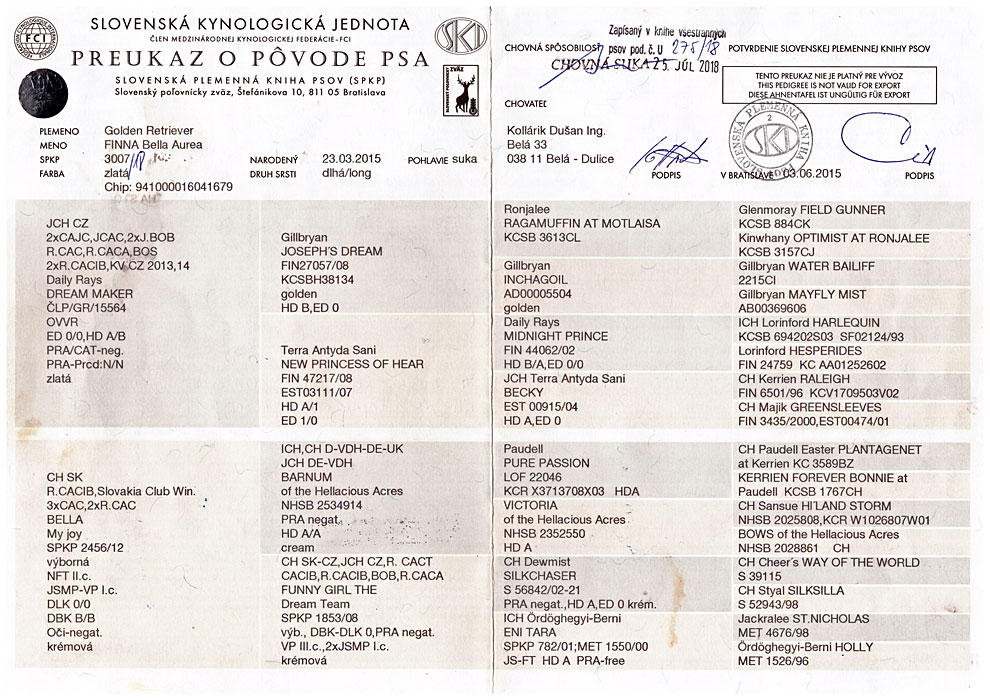 SLOVENSKÁ KYNOLOGICKÁ JEDNOTA
ČLEN MEDZINÁRODNEJ KYNOLOGICKEJ FEDERÁCIE-FCI
PREUKAZ O PÔVODE PSA
SLOVENSKÁ PLEMENNÁ KNIHA PSOV (SPKP)
Slovenský poľovnícky zväz, Štefánikova 10, 811 05 Bratislava
FCI
SKJ
PLEMENO Golden Retriever
MENO FINNA Bella Aurea
SPKP 3007/18 NARODENÝ 23.03.2015 POHLAVIE suka
FARBA zlatá DRUH SRSTI dlhá/long
Chip: 941000016041679
Zapísaný v knihe všestranných
CHOVNÁ SPOSOBILOSŤ psov pod. č. U 275/18 POTVRDENIE SLOVENSKEJ PLEMENNEJ KNIHY PSOV
CHOVNÁ SUKA 25. JÚL 2018
TENTO PREUKAZ NIE JE PLATNÝ PRE VÝVOZ
THIS PEDIGREE IS NOT VALID FOR EXPORT
DIESE AHNENTAFEL IST UNGÜLTIG FÜR EXPORT
CHOVATEĽ
Kollárik Dušan Ing.
Belá 33
038 11 Belá - Dulice
SLOVENSKÁ PLEMENNÁ KNIHA
2
SKJ
PODPIS V BRATISLAVE 03.06.2015 PODPIS
JCH CZ
2xCAJC,JCAC,2xJ.BOB
R.CAC,R.CACA,BOS
2xR.CACIB,KV CZ 2013,14
Daily Rays
DREAM MAKER
ČLP/GR/15564
OVVR
ED 0/0,HD A/B
PRA/CAT-neg.
PRA-Prcd:N/N
zlatá
Gillbryan
JOSEPH'S DREAM
FIN27057/08
KCSBH38134
golden
HD B,ED 0
Terra Antyda Sani
NEW PRINCESS OF HEAR
FIN 47217/08
EST03111/07
HD A/1
ED 1/0
Ronjalee
RAGAMUFFIN AT MOTLAISA
KCSB 3613CL
Gillbryan
INCHAGOIL
AD00005504
golden
Daily Rays
MIDNIGHT PRINCE
FIN 44062/02
HD B/A,ED 0/0
JCH Terra Antyda Sani
BECKY
EST 00915/04
HD A,ED 0
Glenmoray FIELD GUNNER
KCSB 884CK
Kinwhany OPTIMIST AT RONJALEE
KCSB 3157CJ
Gillbryan WATER BAILIFF
2215CI
Gillbryan MAYFLY MIST
AB00369606
ICH Lorinford HARLEQUIN
KCSB 694202S03 SF02124/93
Lorinford HESPERIDES
FIN 24759 KC AA01252602
CH Kerrien RALEIGH
FIN 6501/96 KCV1709503V02
CH Majik GREENSLEEVES
FIN 3435/2000,EST00474/01
CH SK
R.CACIB,Slovakia Club Win.
3xCAC,2xR.CAC
BELLA
My joy
SPKP 2456/12
výborná
NFT II.c.
JSMP-VP I.c.
DLK 0/0
DBK B/B
Oči-negat.
krémová
ICH,CH D-VDH-DE-UK
JCH DE-VDH
BARNUM
of the Hellacious Acres
NHSB 2534914
PRA negat.
HD A/A
cream
CH SK-CZ,JCH CZ,R. CACT
CACIB,R.CACIB,BOB,R.CACA
FUNNY GIRL THE
Dream Team
SPKP 1853/08
výb., DBK-DLK 0,PRA negat.
VP III.c.,2xJSMP I.c.
krémová
Paudell
PURE PASSION
LOF 22046
KCR X3713708X03 HDA
VICTORIA
of the Hellacious Acres
NHSB 2352550
HD A
CH Dewmist
SILKCHASER
S 56842/02-21
PRA negat.,HD A,ED 0 krém.
ICH Ördöghegyi-Berni
ENI TARA
SPKP 782/01;MET 1550/00
JS-FT HD A PRA-free
CH Paudell Easter PLANTAGENET
at Kerrien KC 3589BZ
KERRIEN FOREVER BONNIE at
Paudell KCSB 1767CH
CH Sansue HI'LAND STORM
NHSB 2025808,KCR W1026807W01
BOWS of the Hellacious Acres
NHSB 2028861 CH
CH Cheer's WAY OF THE WORLD
S 39115
CH Styal SILKSILLA
S 52943/98
Jackralee ST.NICHOLAS
MET 4676/98
Ördöghegyi-Berni HOLLY
MET 1526/96